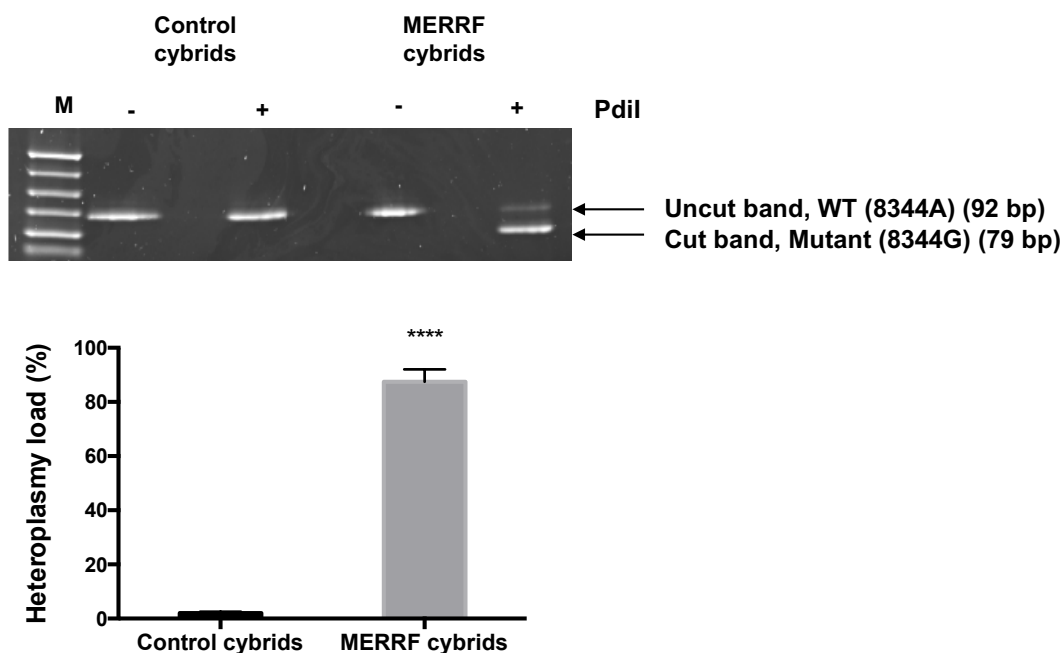 Control MERRF
cybrids cybrids
M - + - + PdiI
Uncut band, WT (8344A) (92 bp)
Cut band, Mutant (8344G) (79 bp)
****
Heteroplasmy load (%)
100
80
60
40
20
0
Control cybrids MERRF cybrids